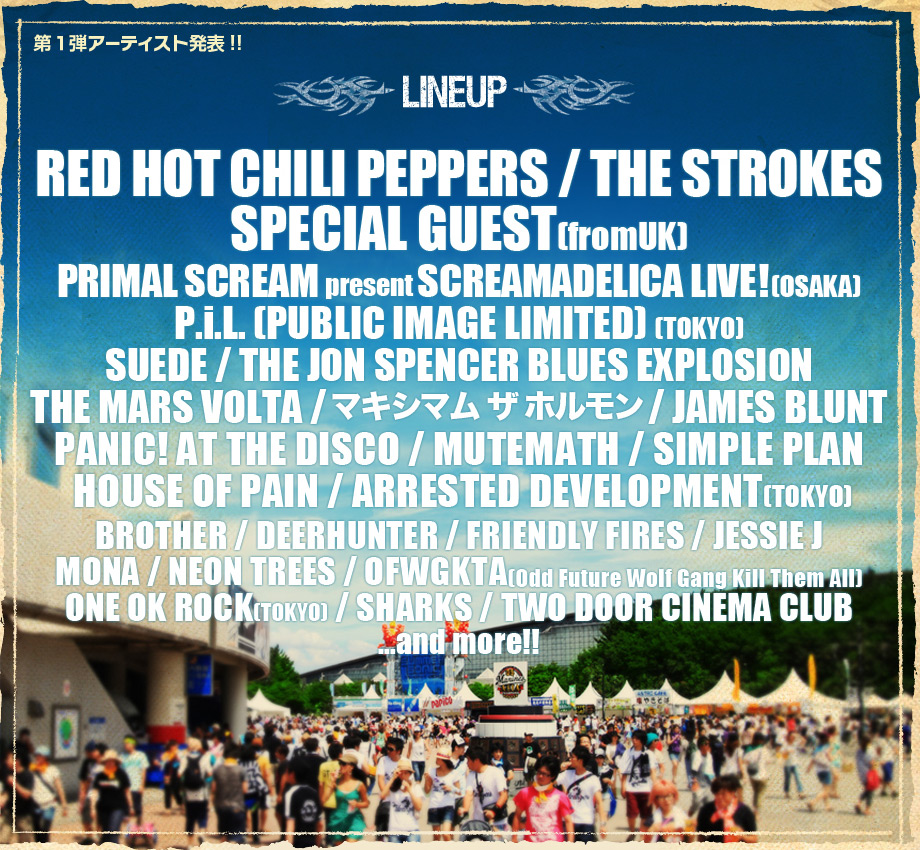 第1弾アーティスト発表!!
LINEUP
RED HOT CHILI PEPPERS / THE STROKES
SPECIAL GUEST(fromUK)
PRIMAL SCREAM present SCREAMADELICA LIVE!(OSAKA)
P.i.L. (PUBLIC IMAGE LIMITED) (TOKYO)
SUEDE / THE JON SPENCER BLUES EXPLOSION
THE MARS VOLTA / マキシマム ザ ホルモン / JAMES BLUNT
PANIC! AT THE DISCO / MUTEMATH / SIMPLE PLAN
HOUSE OF PAIN / ARRESTED DEVELOPMENT(TOKYO)
BROTHER / DEERHUNTER / FRIENDLY FIRES / JESSIE J
MONA / NEON TREES / OFWGKTA(Odd Future Wolf Gang Kill Them All)
ONE OK ROCK(TOKYO) / SHARKS / TWO DOOR CINEMA CLUB
...and more!!
Marines